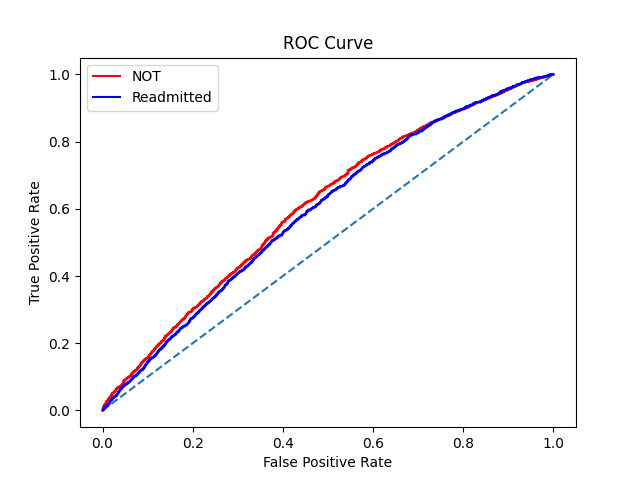 ROC Curve
NOT
Readmitted
1.0
0.8
0.6
0.4
0.2
0.0
True Positive Rate
0.0 0.2 0.4 0.6 0.8 1.0
False Positive Rate